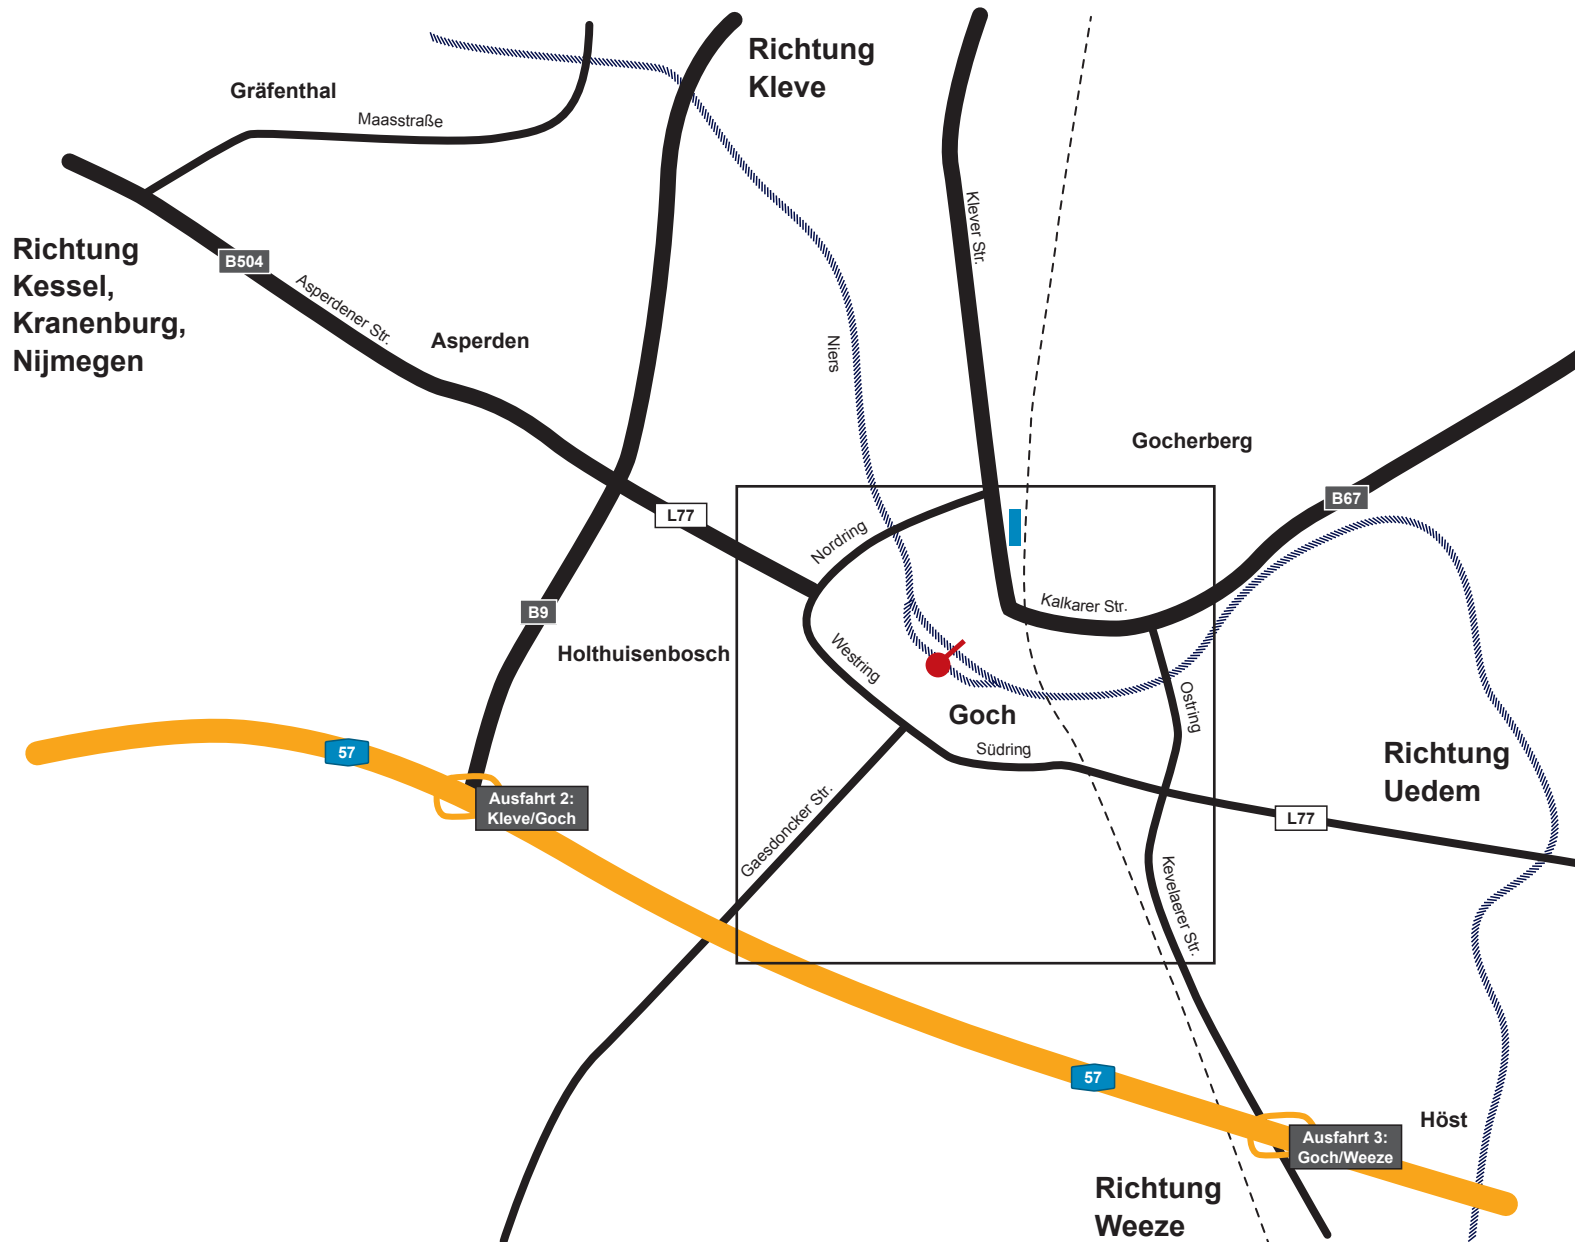 Richtung
Kleve
Gräfenthal
Maasstraße
Richtung
Kessel,
Kranenburg,
Nijmegen
B504
Asperdener Str.
Asperden
Niers
Klever Str.
Gocherberg
B67
L77
Nordring
Kalkarer Str.
B9
Holthuisenbosch
Westring
Goch
Ostring
Südring
Richtung
Uedem
57
Ausfahrt 2:
Kleve/Goch
Gaesdoncker Str.
L77
Kevelaerer Str.
57
Höst
Ausfahrt 3:
Goch/Weeze
Richtung
Weeze